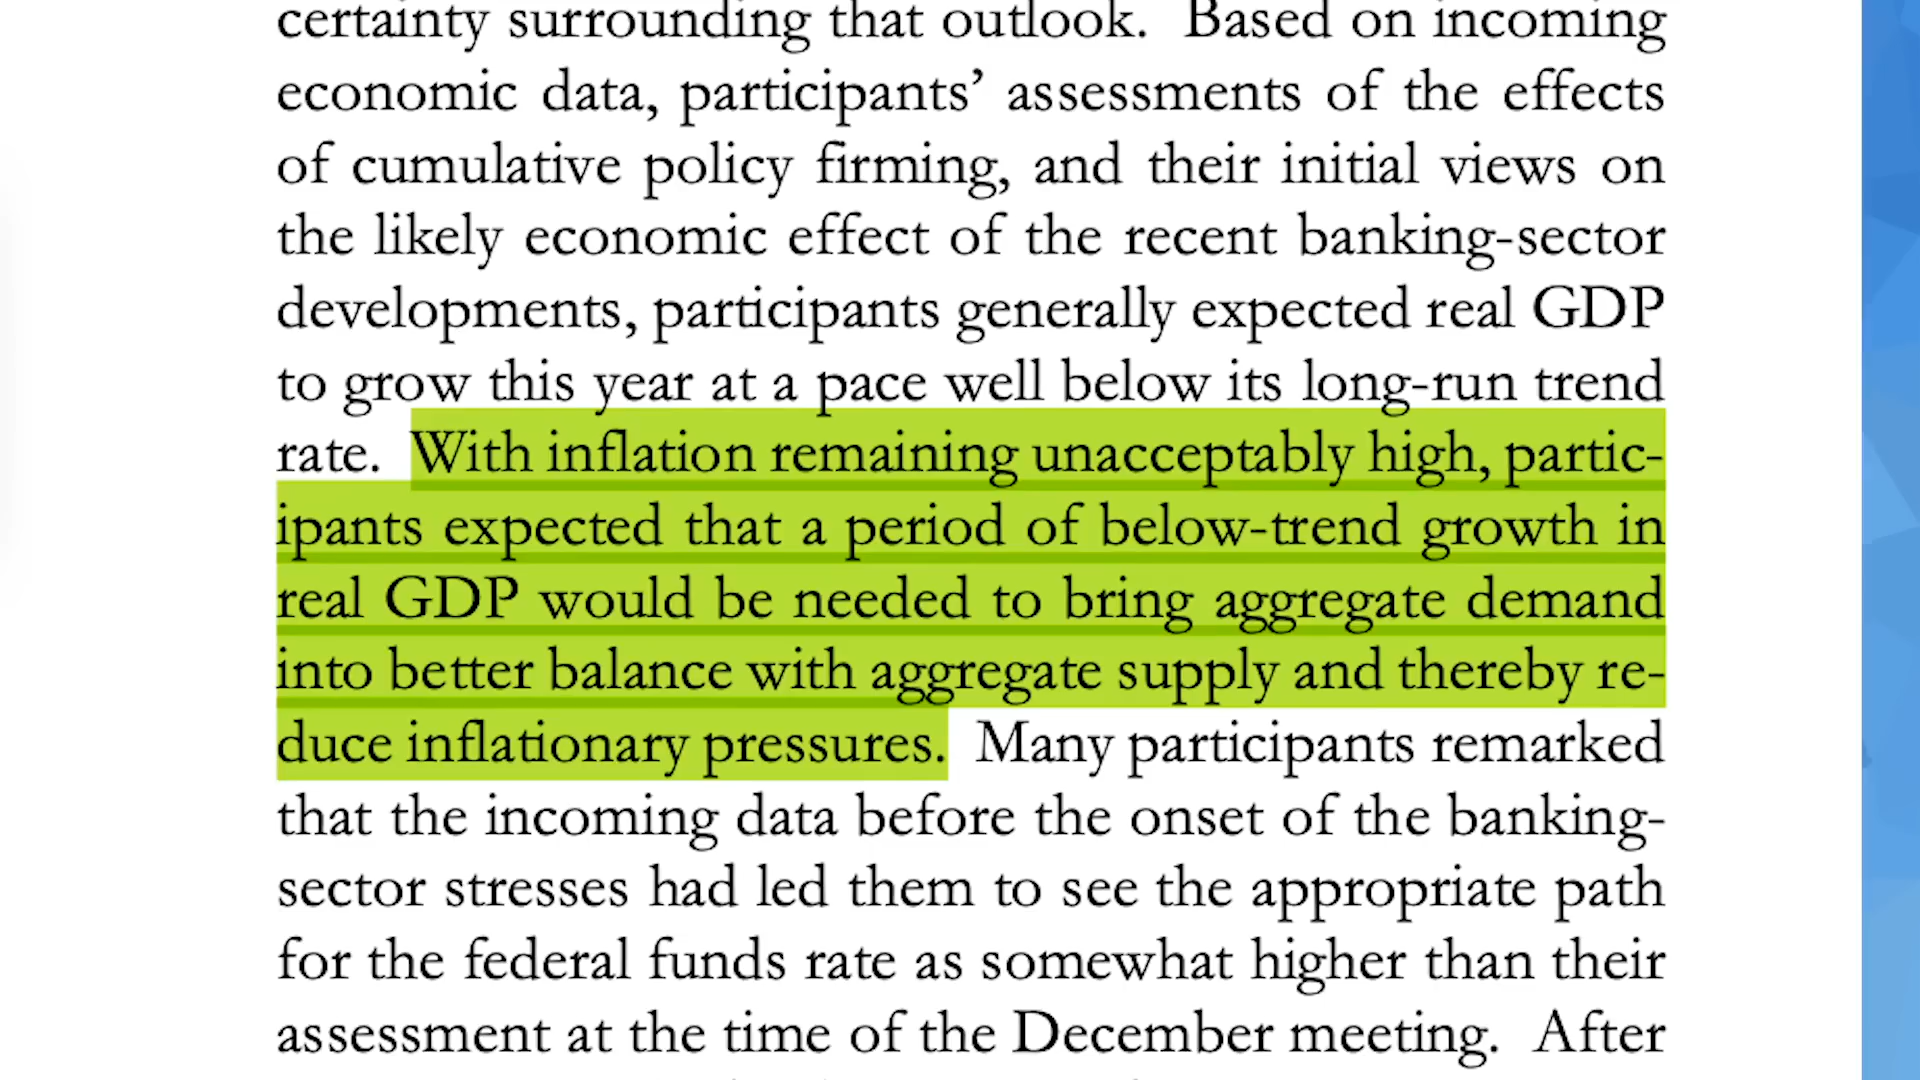 certainty surrounding that outlook.  Based on incoming
economic data, participants’ assessments of the effects
of cumulative policy firming, and their initial views on
the likely economic effect of the recent banking-sector
developments, participants generally expected real GDP
to grow this year at a pace well below its long-run trend
rate.  With inflation remaining unacceptably high, partic-
ipants expected that a period of below-trend growth in
real GDP would be needed to bring aggregate demand
into better balance with aggregate supply and thereby re-
duce inflationary pressures.  Many participants remarked
that the incoming data before the onset of the banking-
sector stresses had led them to see the appropriate path
for the federal funds rate as somewhat higher than their
assessment at the time of the December meeting.  After